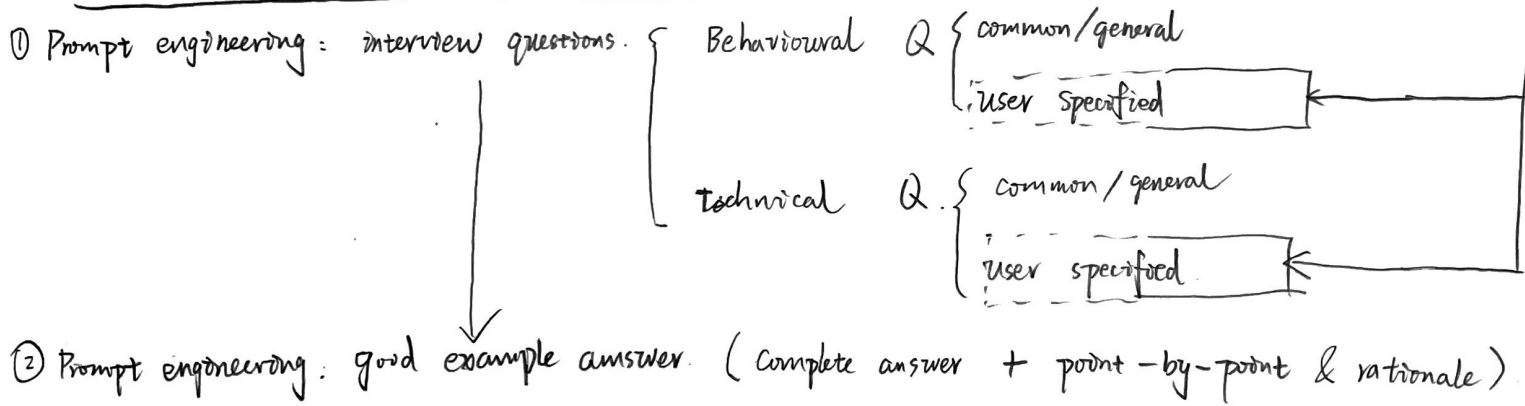 ① Prompt engineering: interview questions. { Behavioural Q { common/general
user specified
technical Q. { common/general
user specified
② Prompt engineering: good example answer. (complete answer + point-by-point & rationale)